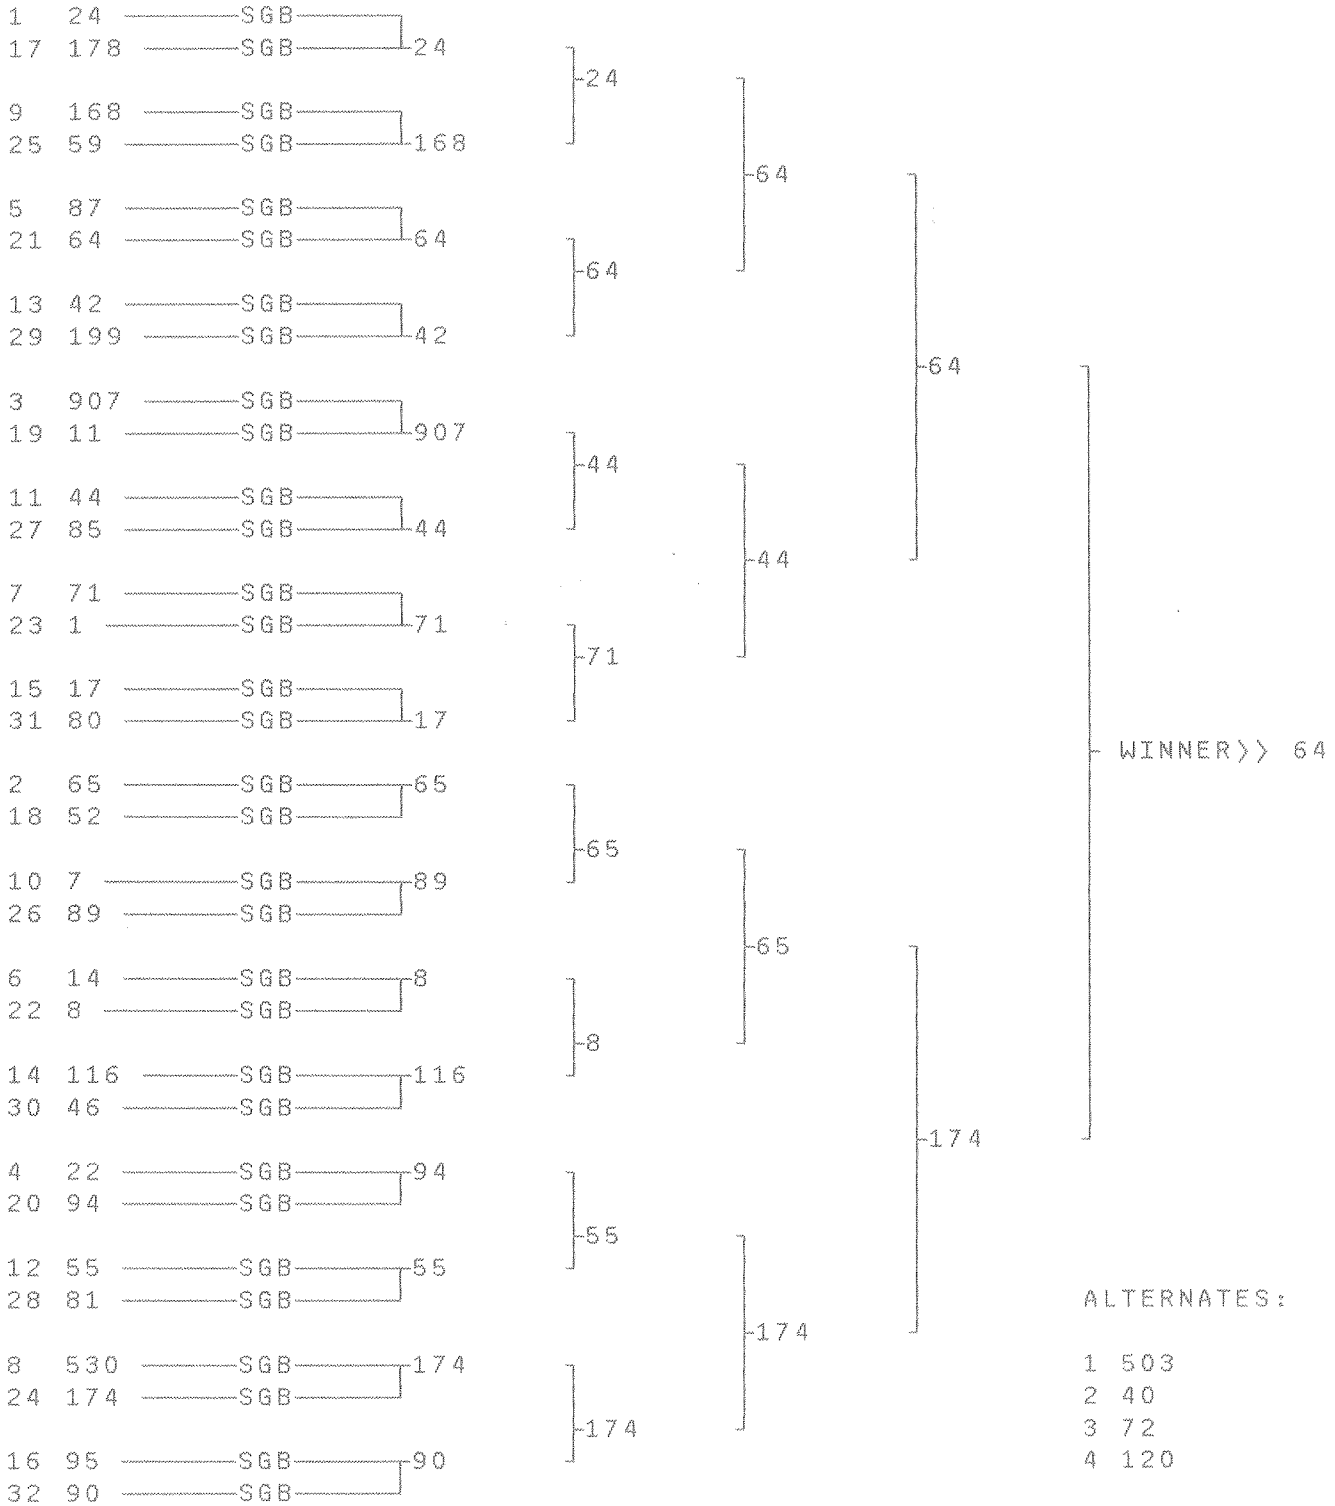 1 24 SGB
17 178 SGB 24
24
9 168 SGB
25 59 SGB 168
64
5 87 SGB
21 64 SGB 64
64
13 42 SGB
29 199 SGB 42
64
3 907 SGB
19 11 SGB 907
44
11 44 SGB
27 85 SGB 44
44
7 71 SGB
23 1 SGB 71
71
15 17 SGB
31 80 SGB 17
WINNER>> 64
2 65 SGB 65
18 52 SGB
65
10 7 SGB 89
26 89 SGB
65
6 14 SGB 8
22 8 SGB
8
14 116 SGB 116
30 46 SGB
174
4 22 SGB 94
20 94 SGB
55
12 55 SGB 55
28 81 SGB
ALTERNATES:
174
8 530 SGB 174
1 503
24 174 SGB
2 40
174
3 72
16 95 SGB 90
4 120
32 90 SGB